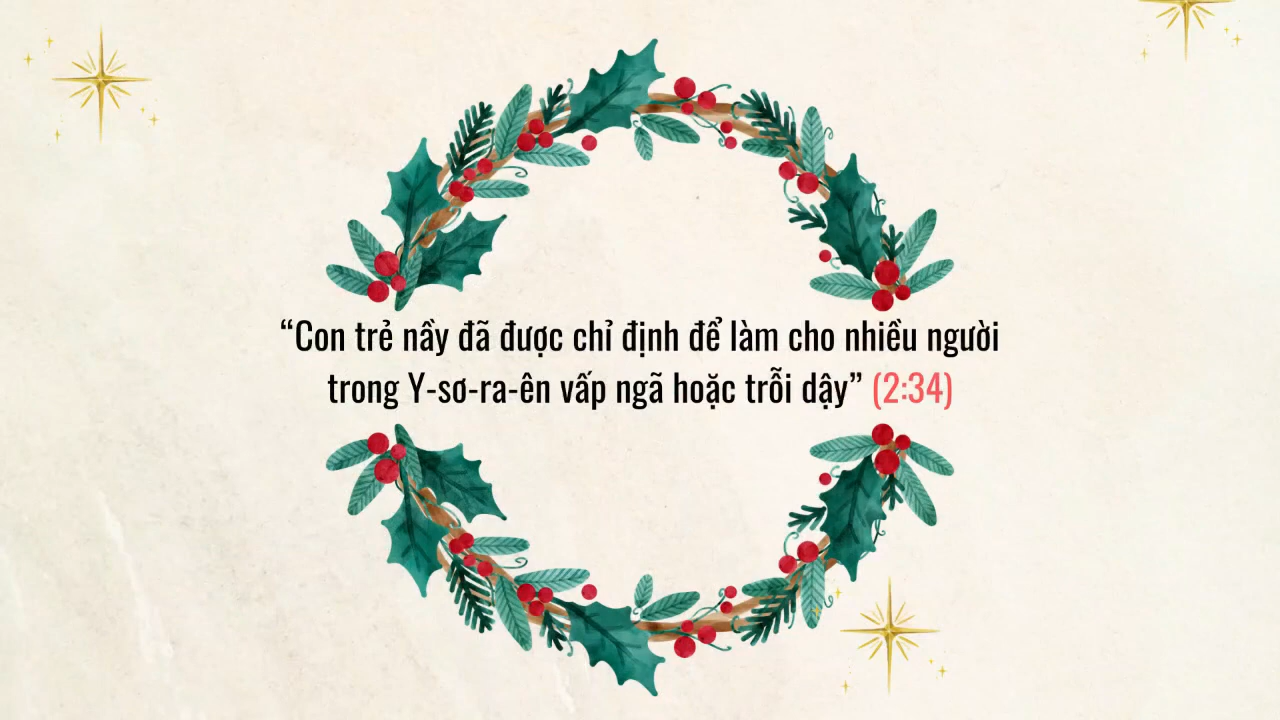 “Con trẻ nầy đã được chỉ định để làm cho nhiều người
trong Y-sơ-ra-ên vấp ngã hoặc trỗi dậy” (2:34)